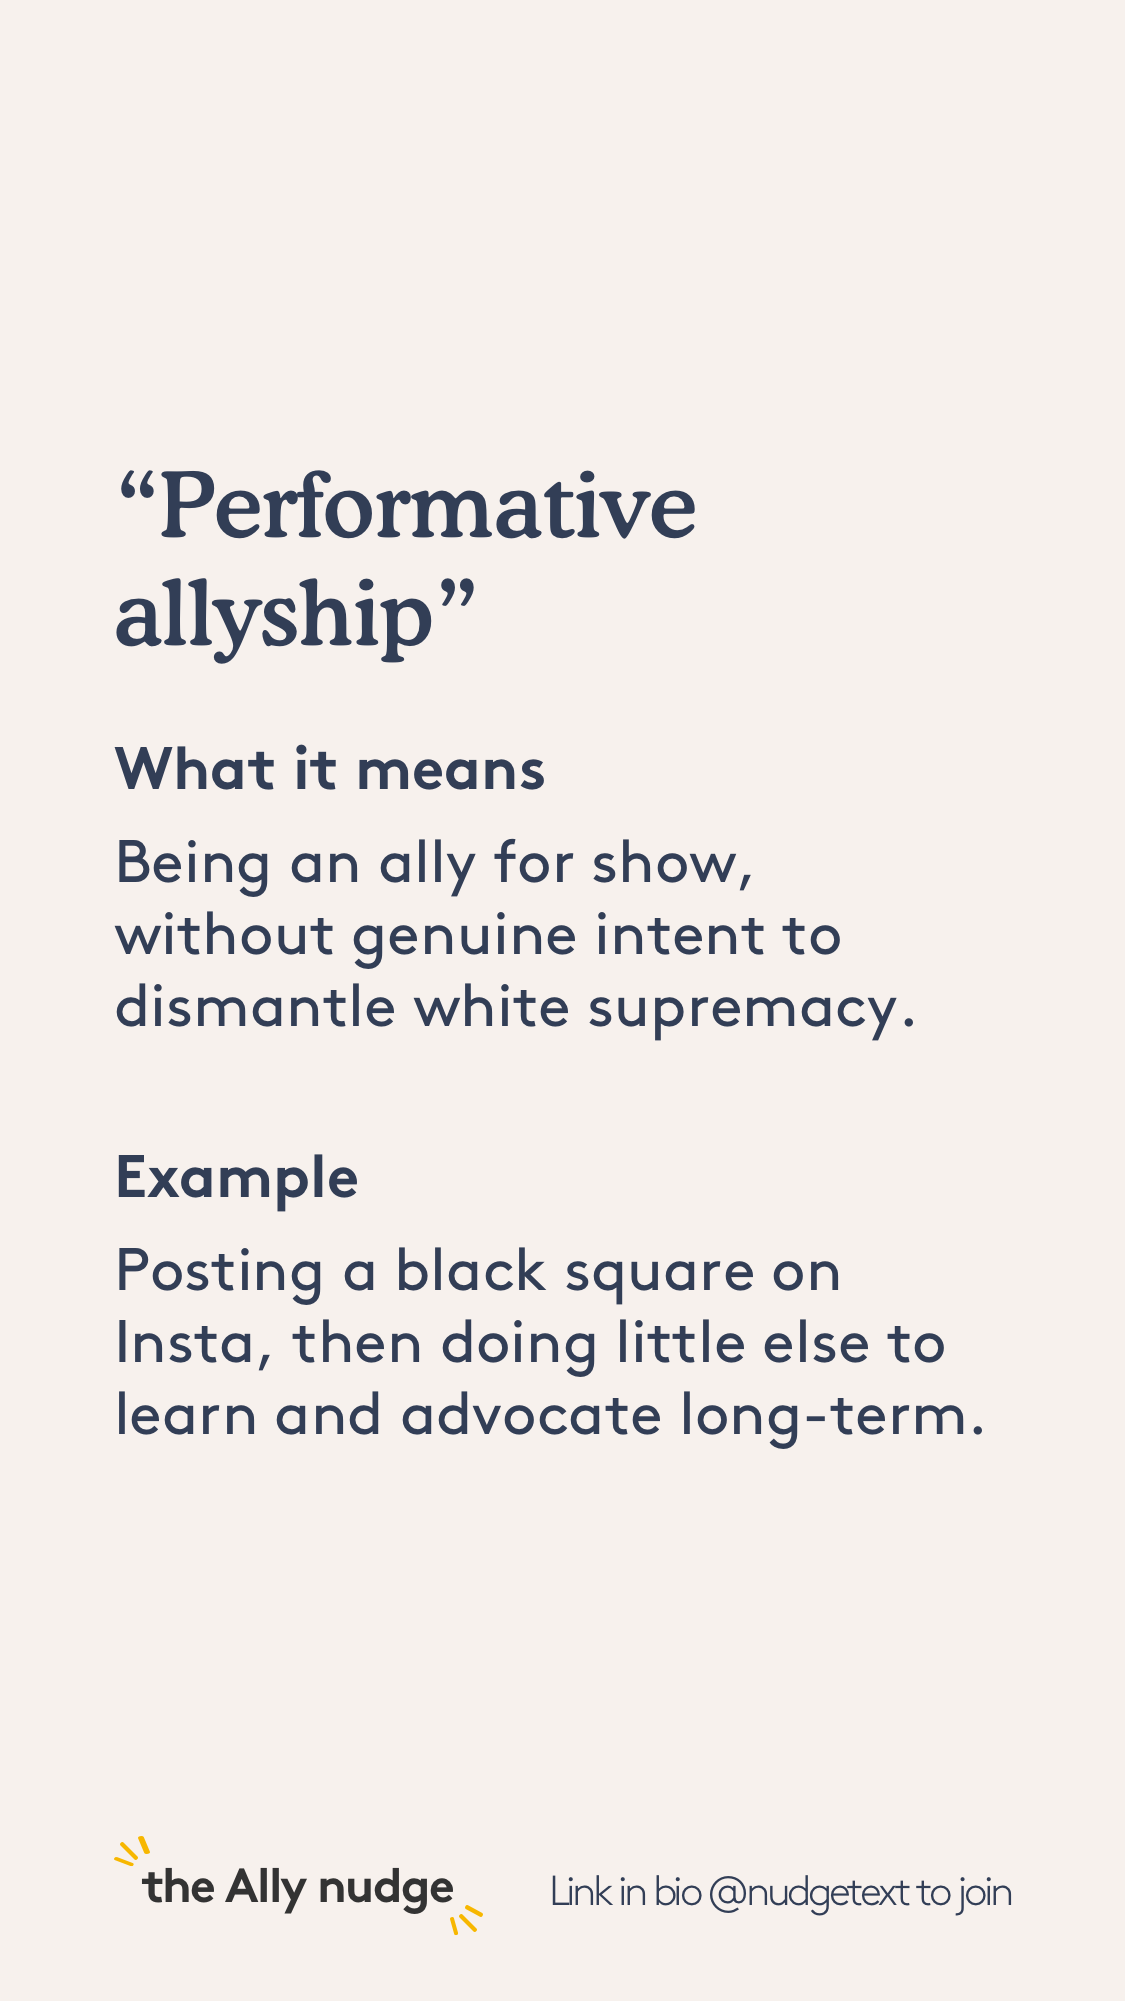 “Performative
allyship”
What it means
Being an ally for show,
without genuine intent to
dismantle white supremacy.
Example
Posting a black square on
Insta, then doing little else to
learn and advocate long-term.
the Ally nudge
Link in bio @nudgetext to join